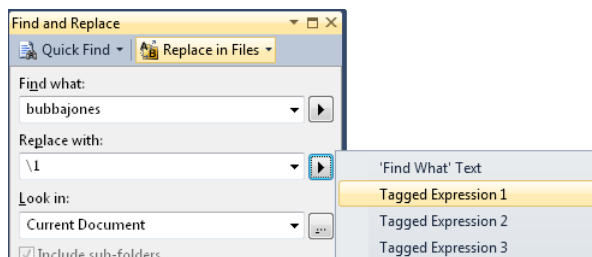 Find and Replace
Quick Find Replace in Files
Find what:
bubbajones
Replace with:
\1
'Find What' Text
Look in:
Tagged Expression 1
Current Document ...
Tagged Expression 2
Include sub-folders
Tagged Expression 3